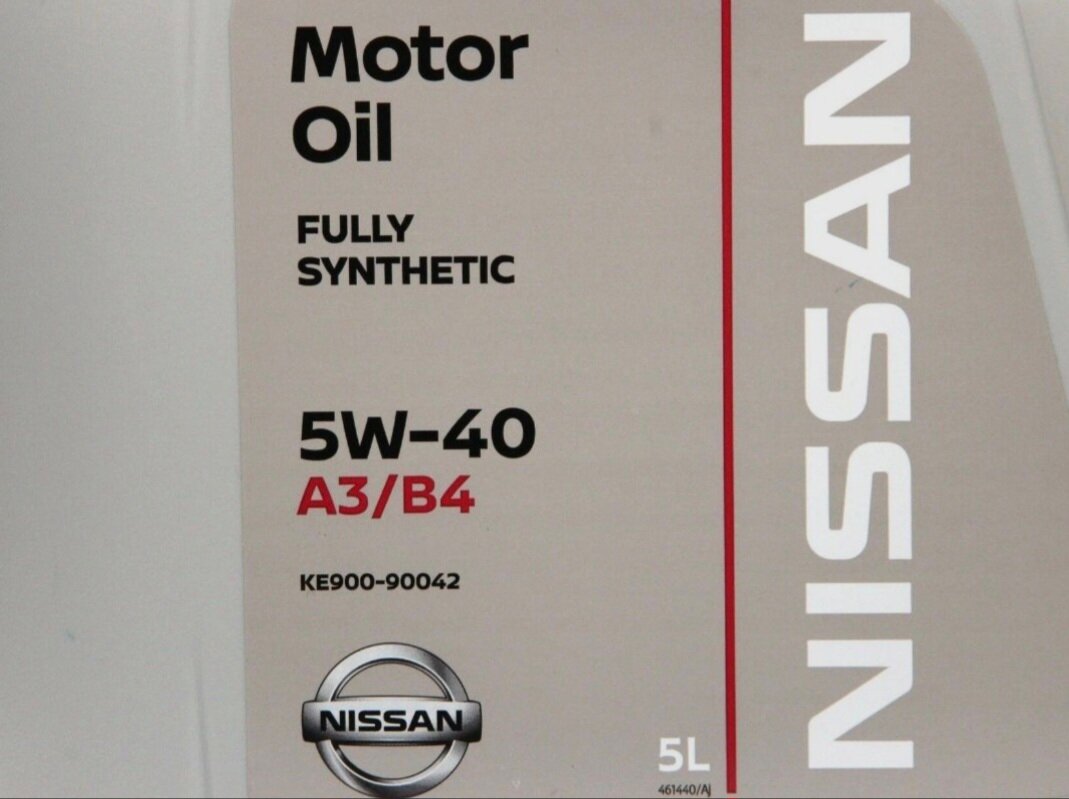 Motor
Oil
FULLY
SYNTHETIC
5W-40
A3/B4
KE900-90042
NISSAN
5L
461440/AJ
NISSAN